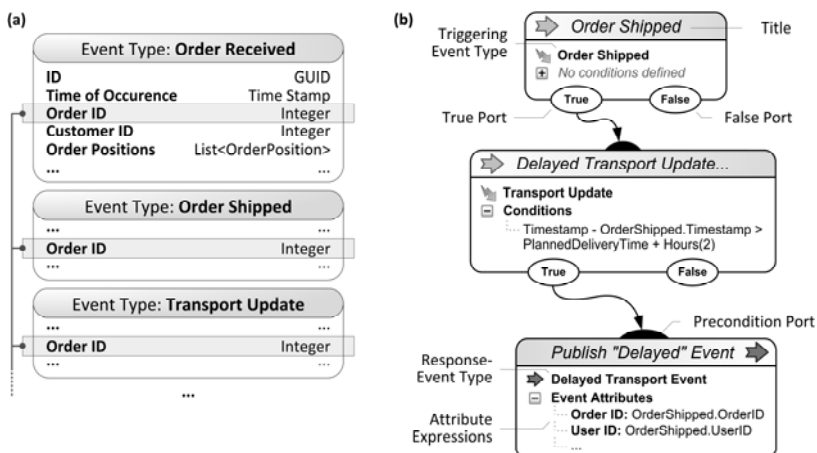 (a)
Event Type: Order Received
ID GUID
Time of Occurence Time Stamp
Order ID Integer
Customer ID Integer
Order Positions List<OrderPosition>
... ...
Event Type: Order Shipped
... ...
Order ID Integer
... ...
Event Type: Transport Update
... ...
Order ID Integer
... ...
...
(b)
Order Shipped
Title
Triggering
Event Type
Order Shipped
No conditions defined
True False
True Port
False Port
Delayed Transport Update...
Transport Update
Conditions
Timestamp - OrderShipped.Timestamp >
PlannedDeliveryTime + Hours(2)
True False
Precondition Port
Publish "Delayed" Event
Response-
Event Type
Delayed Transport Event
Event Attributes
Attribute
Expressions
Order ID: OrderShipped.OrderID
User ID: OrderShipped.UserID
...